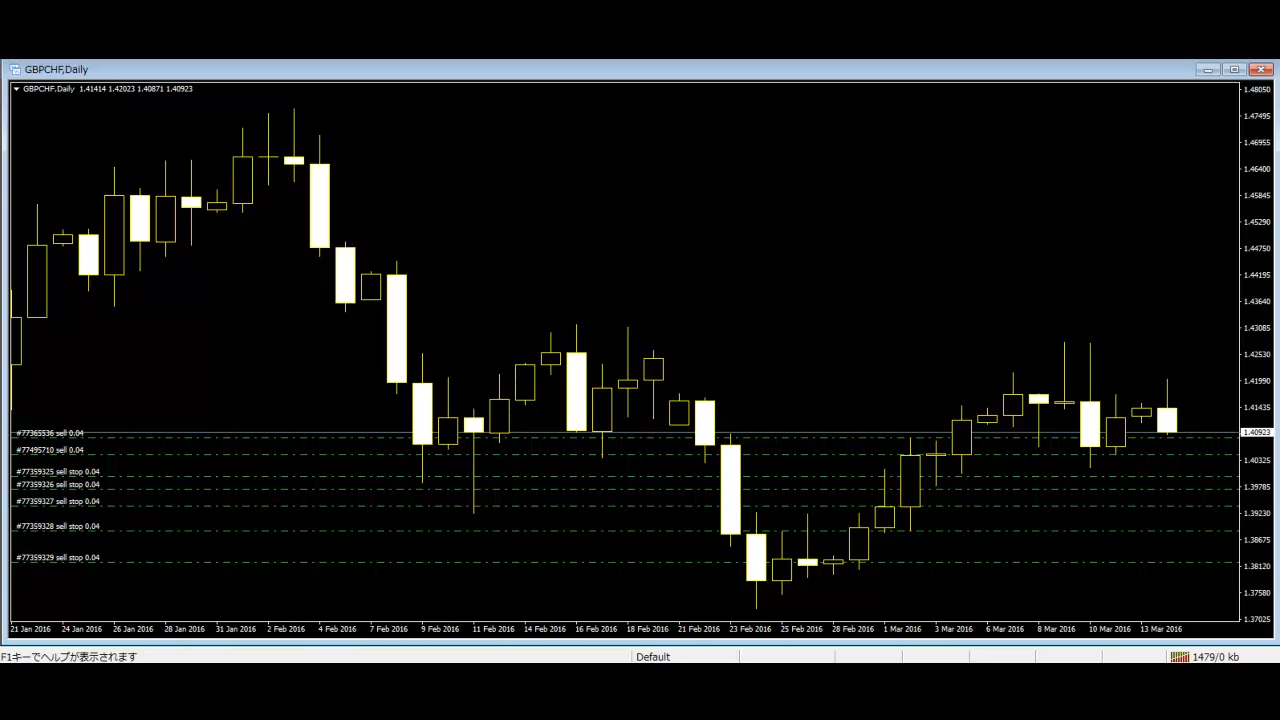 GBPCHF,Daily
GBPCHF,Daily 1.41414 1.42023 1.40871 1.40923
1.48050
1.47495
1.46955
1.46400
1.45845
1.45290
1.44750
1.44195
1.43640
1.43085
1.42530
1.41990
1.41435
1.40923
1.40325
1.39785
1.39230
1.38675
1.38120
1.37580
1.37025
#77365536 sell 0.04
#77495710 sell 0.04
#77359325 sell stop 0.04
#77359326 sell stop 0.04
#77359327 sell stop 0.04
#77359328 sell stop 0.04
#77359329 sell stop 0.04
21 Jan 2016 24 Jan 2016 26 Jan 2016 28 Jan 2016 31 Jan 2016 2 Feb 2016 4 Feb 2016 7 Feb 2016 9 Feb 2016 11 Feb 2016 14 Feb 2016 16 Feb 2016 18 Feb 2016 21 Feb 2016 23 Feb 2016 25 Feb 2016 28 Feb 2016 1 Mar 2016 3 Mar 2016 6 Mar 2016 8 Mar 2016 10 Mar 2016 13 Mar 2016
F1キーでヘルプが表示されます Default 1479/0 kb